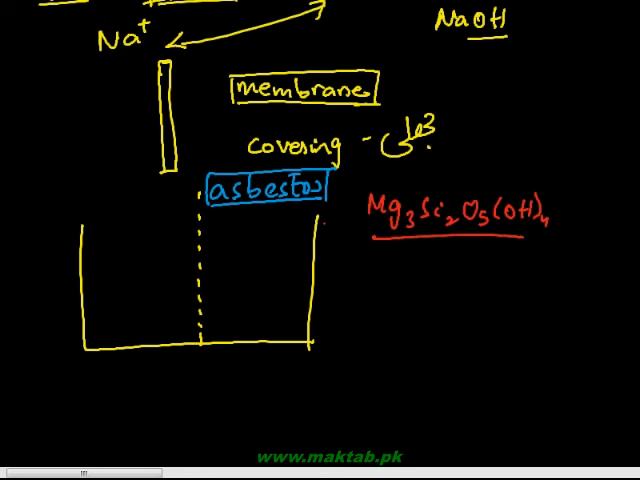 Na⁺
NaOH
membrane
covering -
asbestos
Mg₃Si₂O₅(OH)₄
www.maktab.pk